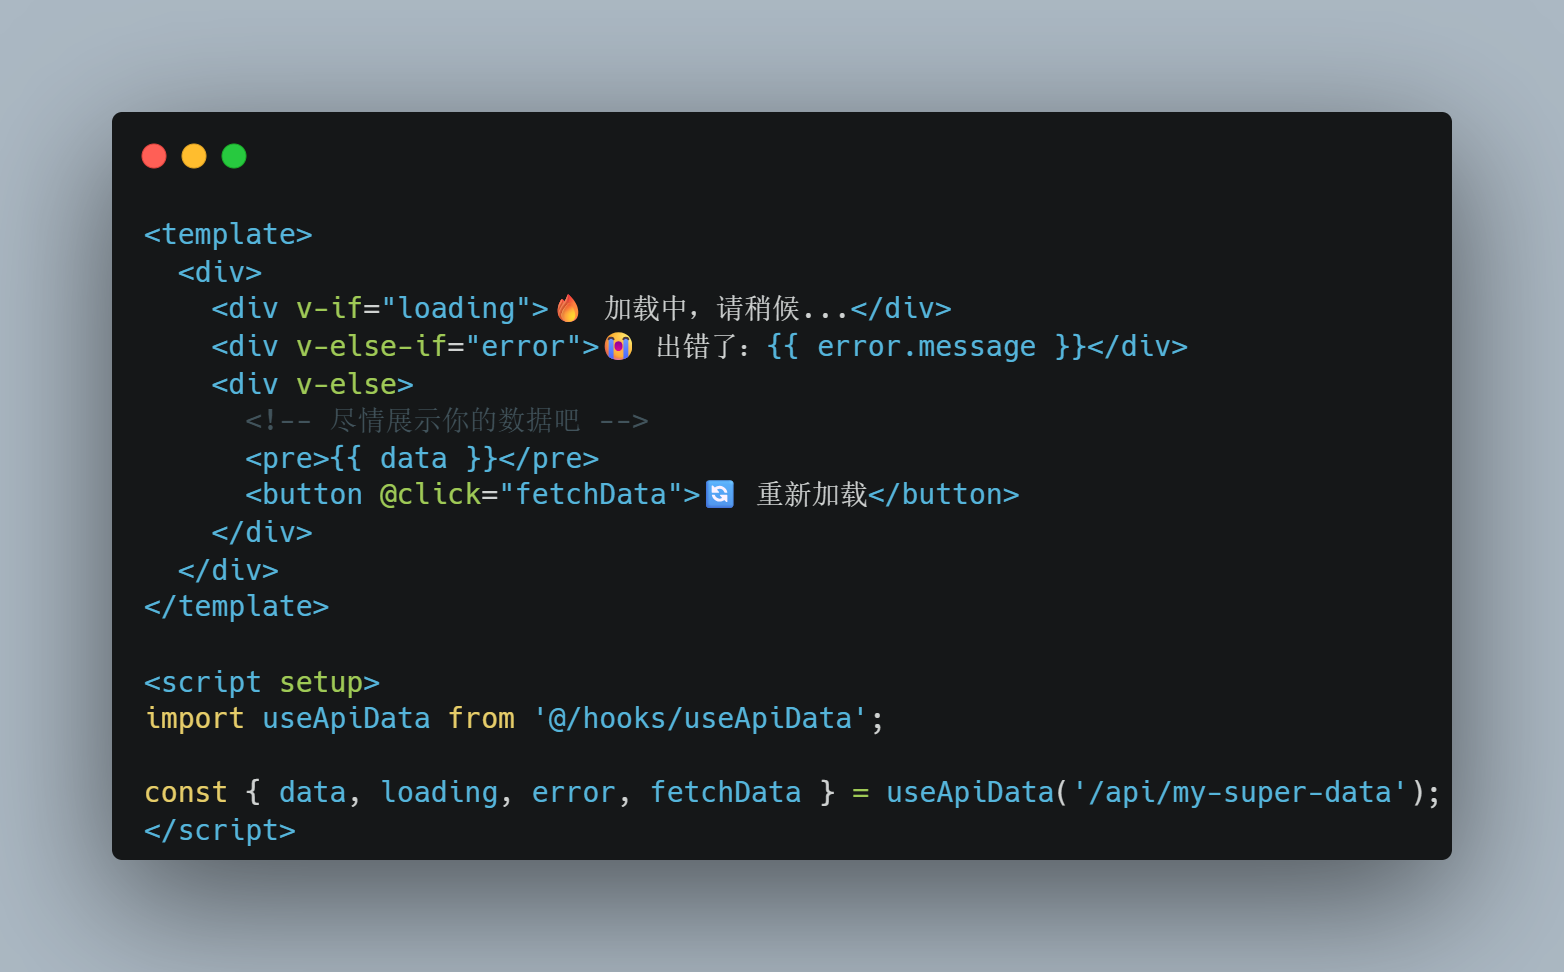 <template>
  <div>
    <div v-if="loading">🔥 加载中，请稍候...</div>
    <div v-else-if="error">😭 出错了：{{ error.message }}</div>
    <div v-else>
      <!-- 尽情展示你的数据吧 -->
      <pre>{{ data }}</pre>
      <button @click="fetchData">🔄 重新加载</button>
    </div>
  </div>
</template>

<script setup>
import useApiData from '@/hooks/useApiData';

const { data, loading, error, fetchData } = useApiData('/api/my-super-data');
</script>